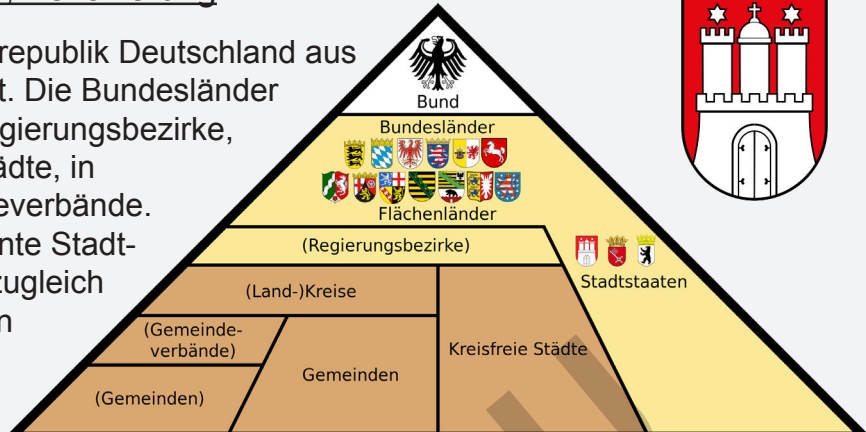 republik Deutschland aus
t. Die Bundesländer
gierungsbezirke,
ädte, in
everbände.
nte Stadt-
zugleich
n
Bund
Bundesländer
Flächenländer
(Regierungsbezirke)
Stadtstaaten
(Land-)Kreise
(Gemeinde-
verbände)
Kreisfreie Städte
Gemeinden
(Gemeinden)